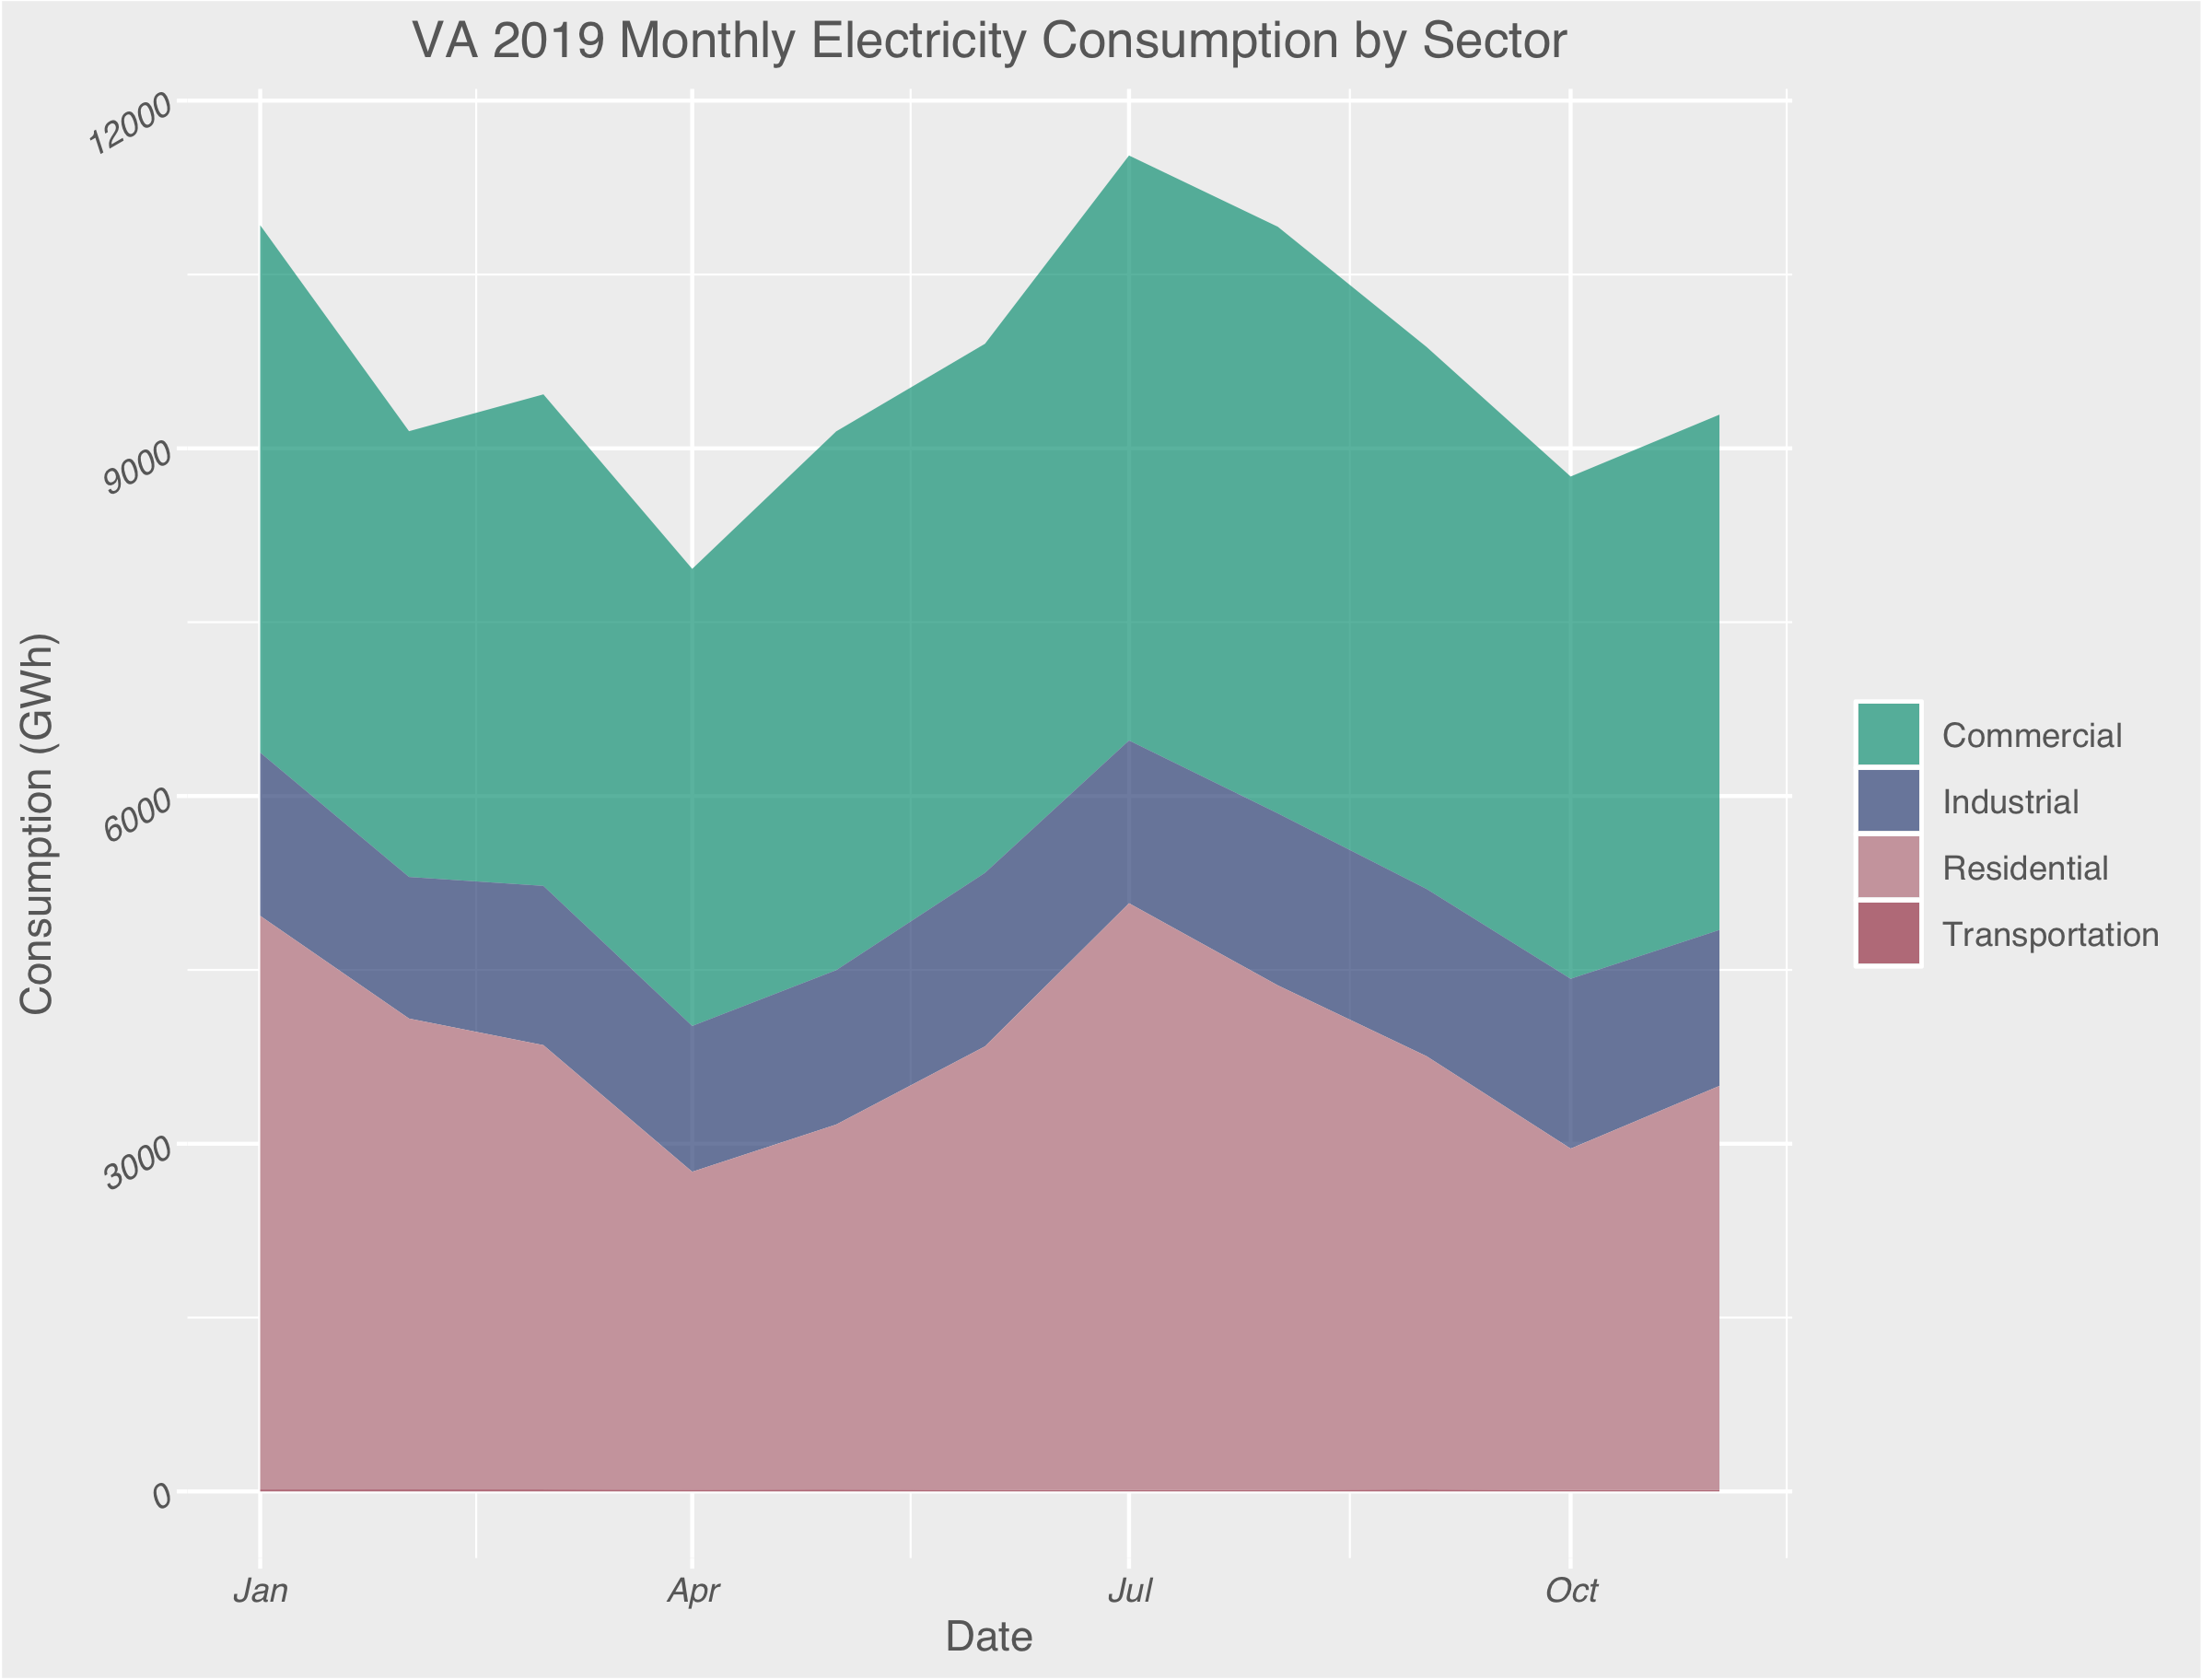 VA 2019 Monthly Electricity Consumption by Sector
12000
9000
6000
3000
0
Consumption (GWh)
Jan
Apr
Jul
Oct
Date
Commercial
Industrial
Residential
Transportation